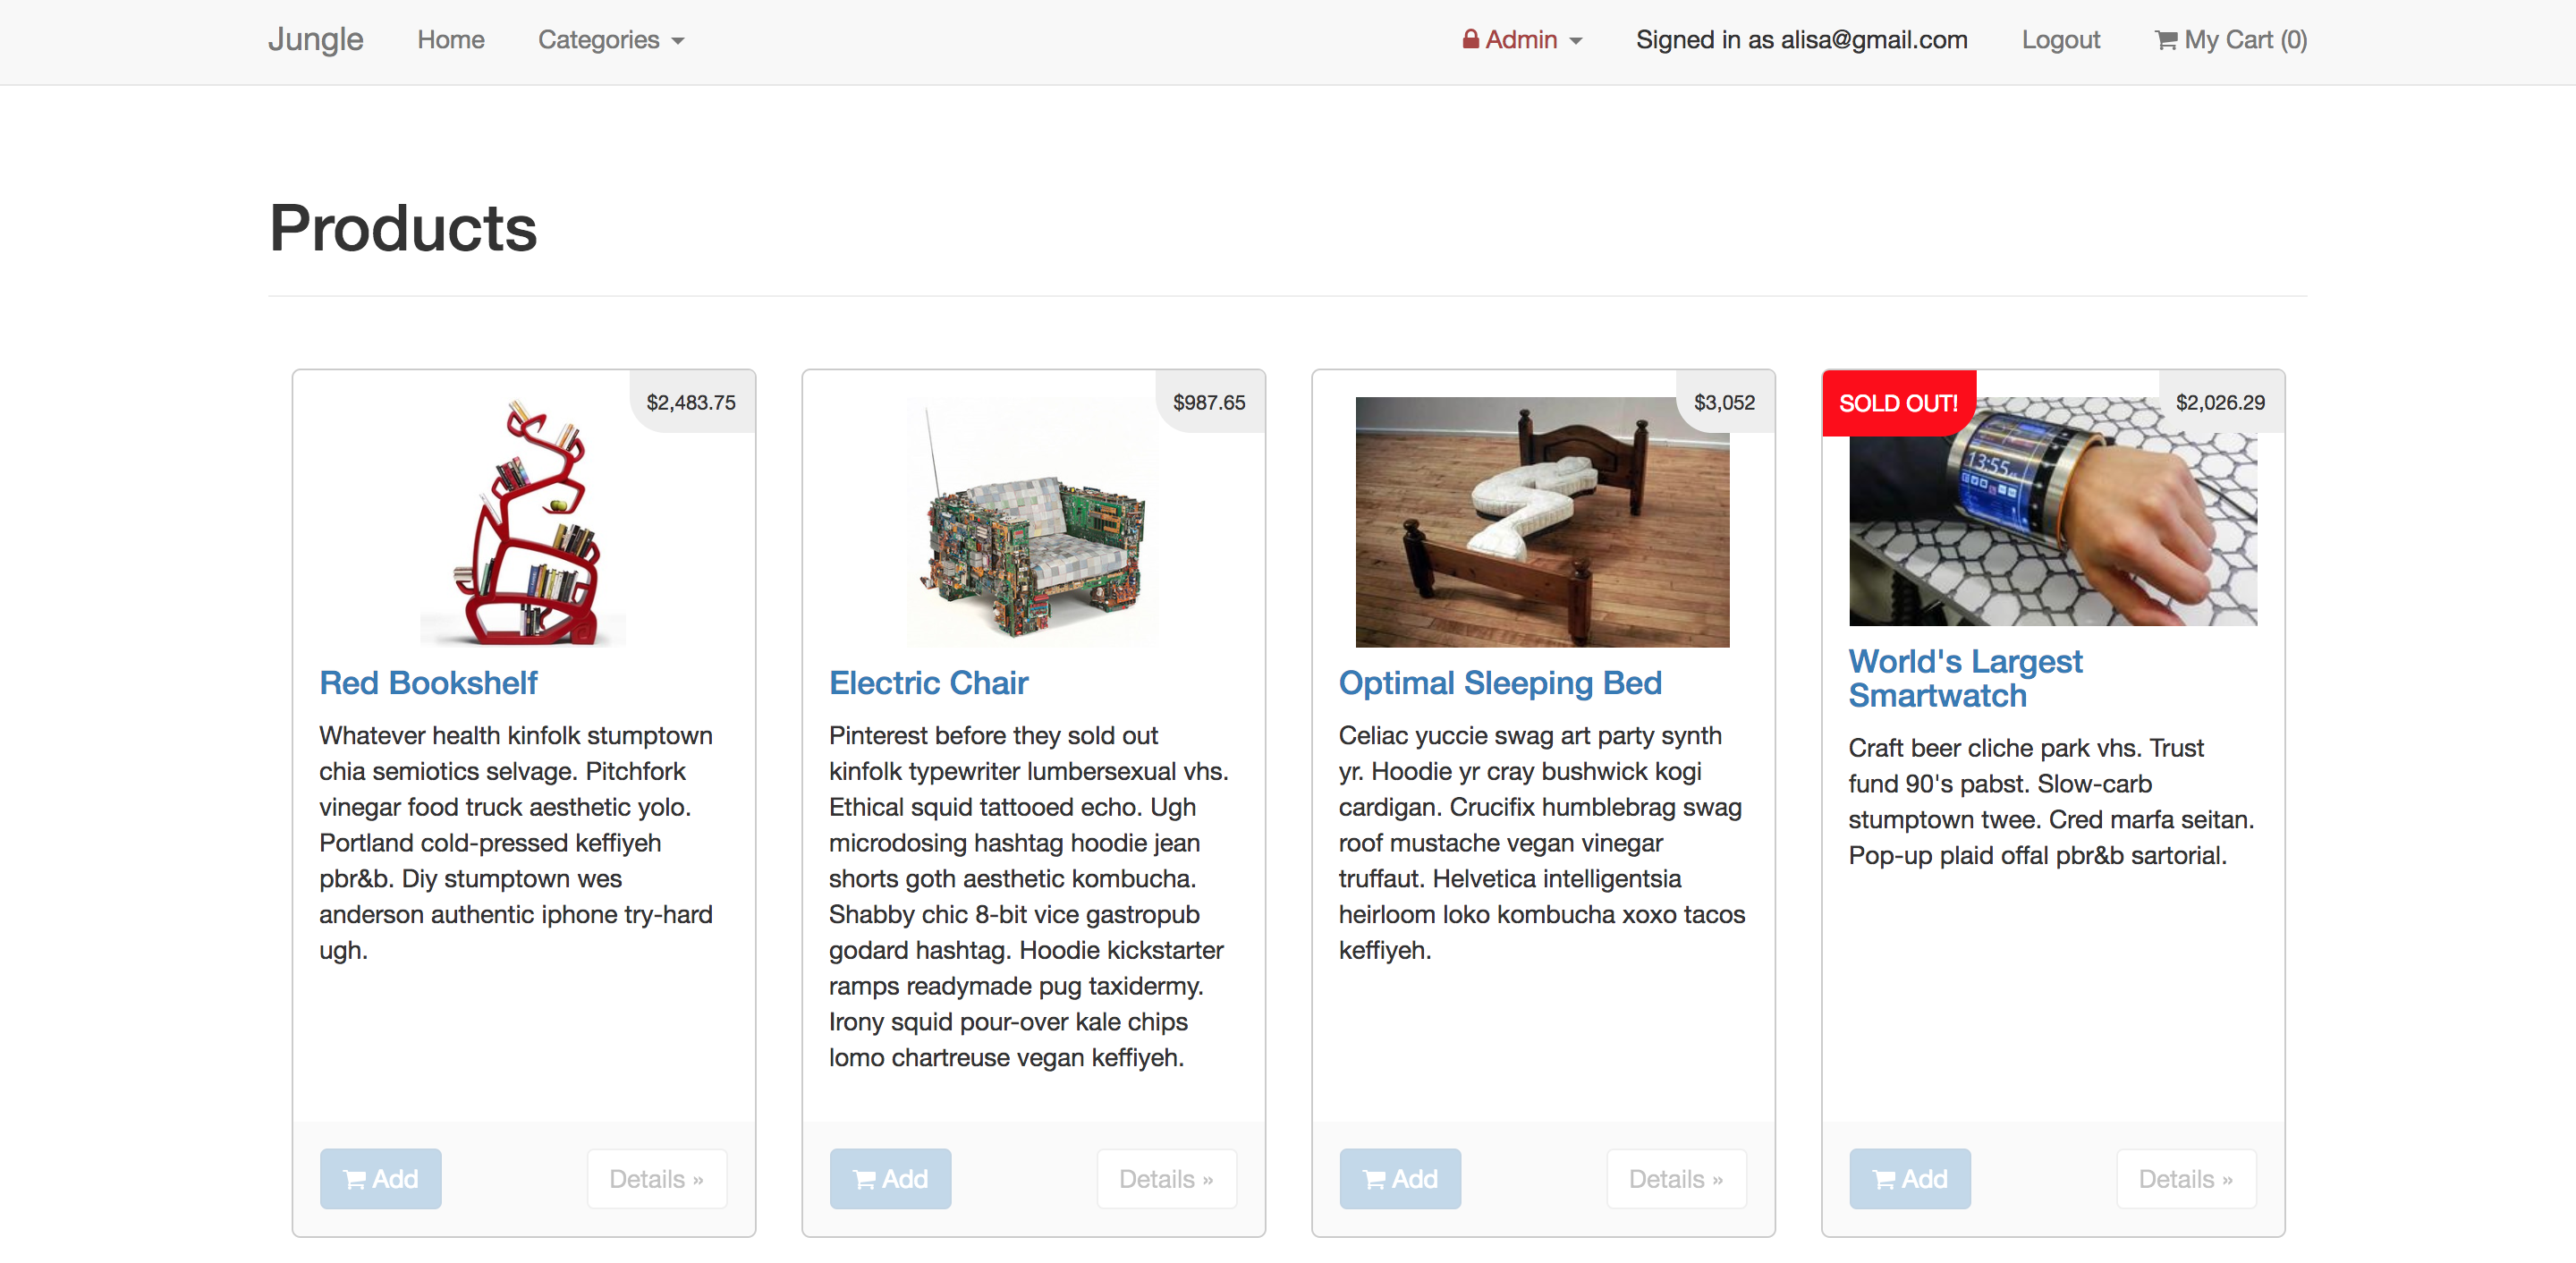 Jungle Home Categories Admin Signed in as alisa@gmail.com Logout My Cart (0)
Products
$2,483.75
Red Bookshelf
Whatever health kinfolk stumptown
chia semiotics selvage. Pitchfork
vinegar food truck aesthetic yolo.
Portland cold-pressed keffiyeh
pbr&b. Diy stumptown wes
anderson authentic iphone try-hard
ugh.
Add Details »
$987.65
Electric Chair
Pinterest before they sold out
kinfolk typewriter lumbersexual vhs.
Ethical squid tattooed echo. Ugh
microdosing hashtag hoodie jean
shorts goth aesthetic kombucha.
Shabby chic 8-bit vice gastropub
godard hashtag. Hoodie kickstarter
ramps readymade pug taxidermy.
Irony squid pour-over kale chips
lomo chartreuse vegan keffiyeh.
Add Details »
$3,052
Optimal Sleeping Bed
Celiac yuccie swag art party synth
yr. Hoodie yr cray bushwick kogi
cardigan. Crucifix humblebrag swag
roof mustache vegan vinegar
truffaut. Helvetica intelligentsia
heirloom loko kombucha xoxo tacos
keffiyeh.
Add Details »
SOLD OUT! $2,026.29
13:55
World's Largest
Smartwatch
Craft beer cliche park vhs. Trust
fund 90's pabst. Slow-carb
stumptown twee. Cred marfa seitan.
Pop-up plaid offal pbr&b sartorial.
Add Details »